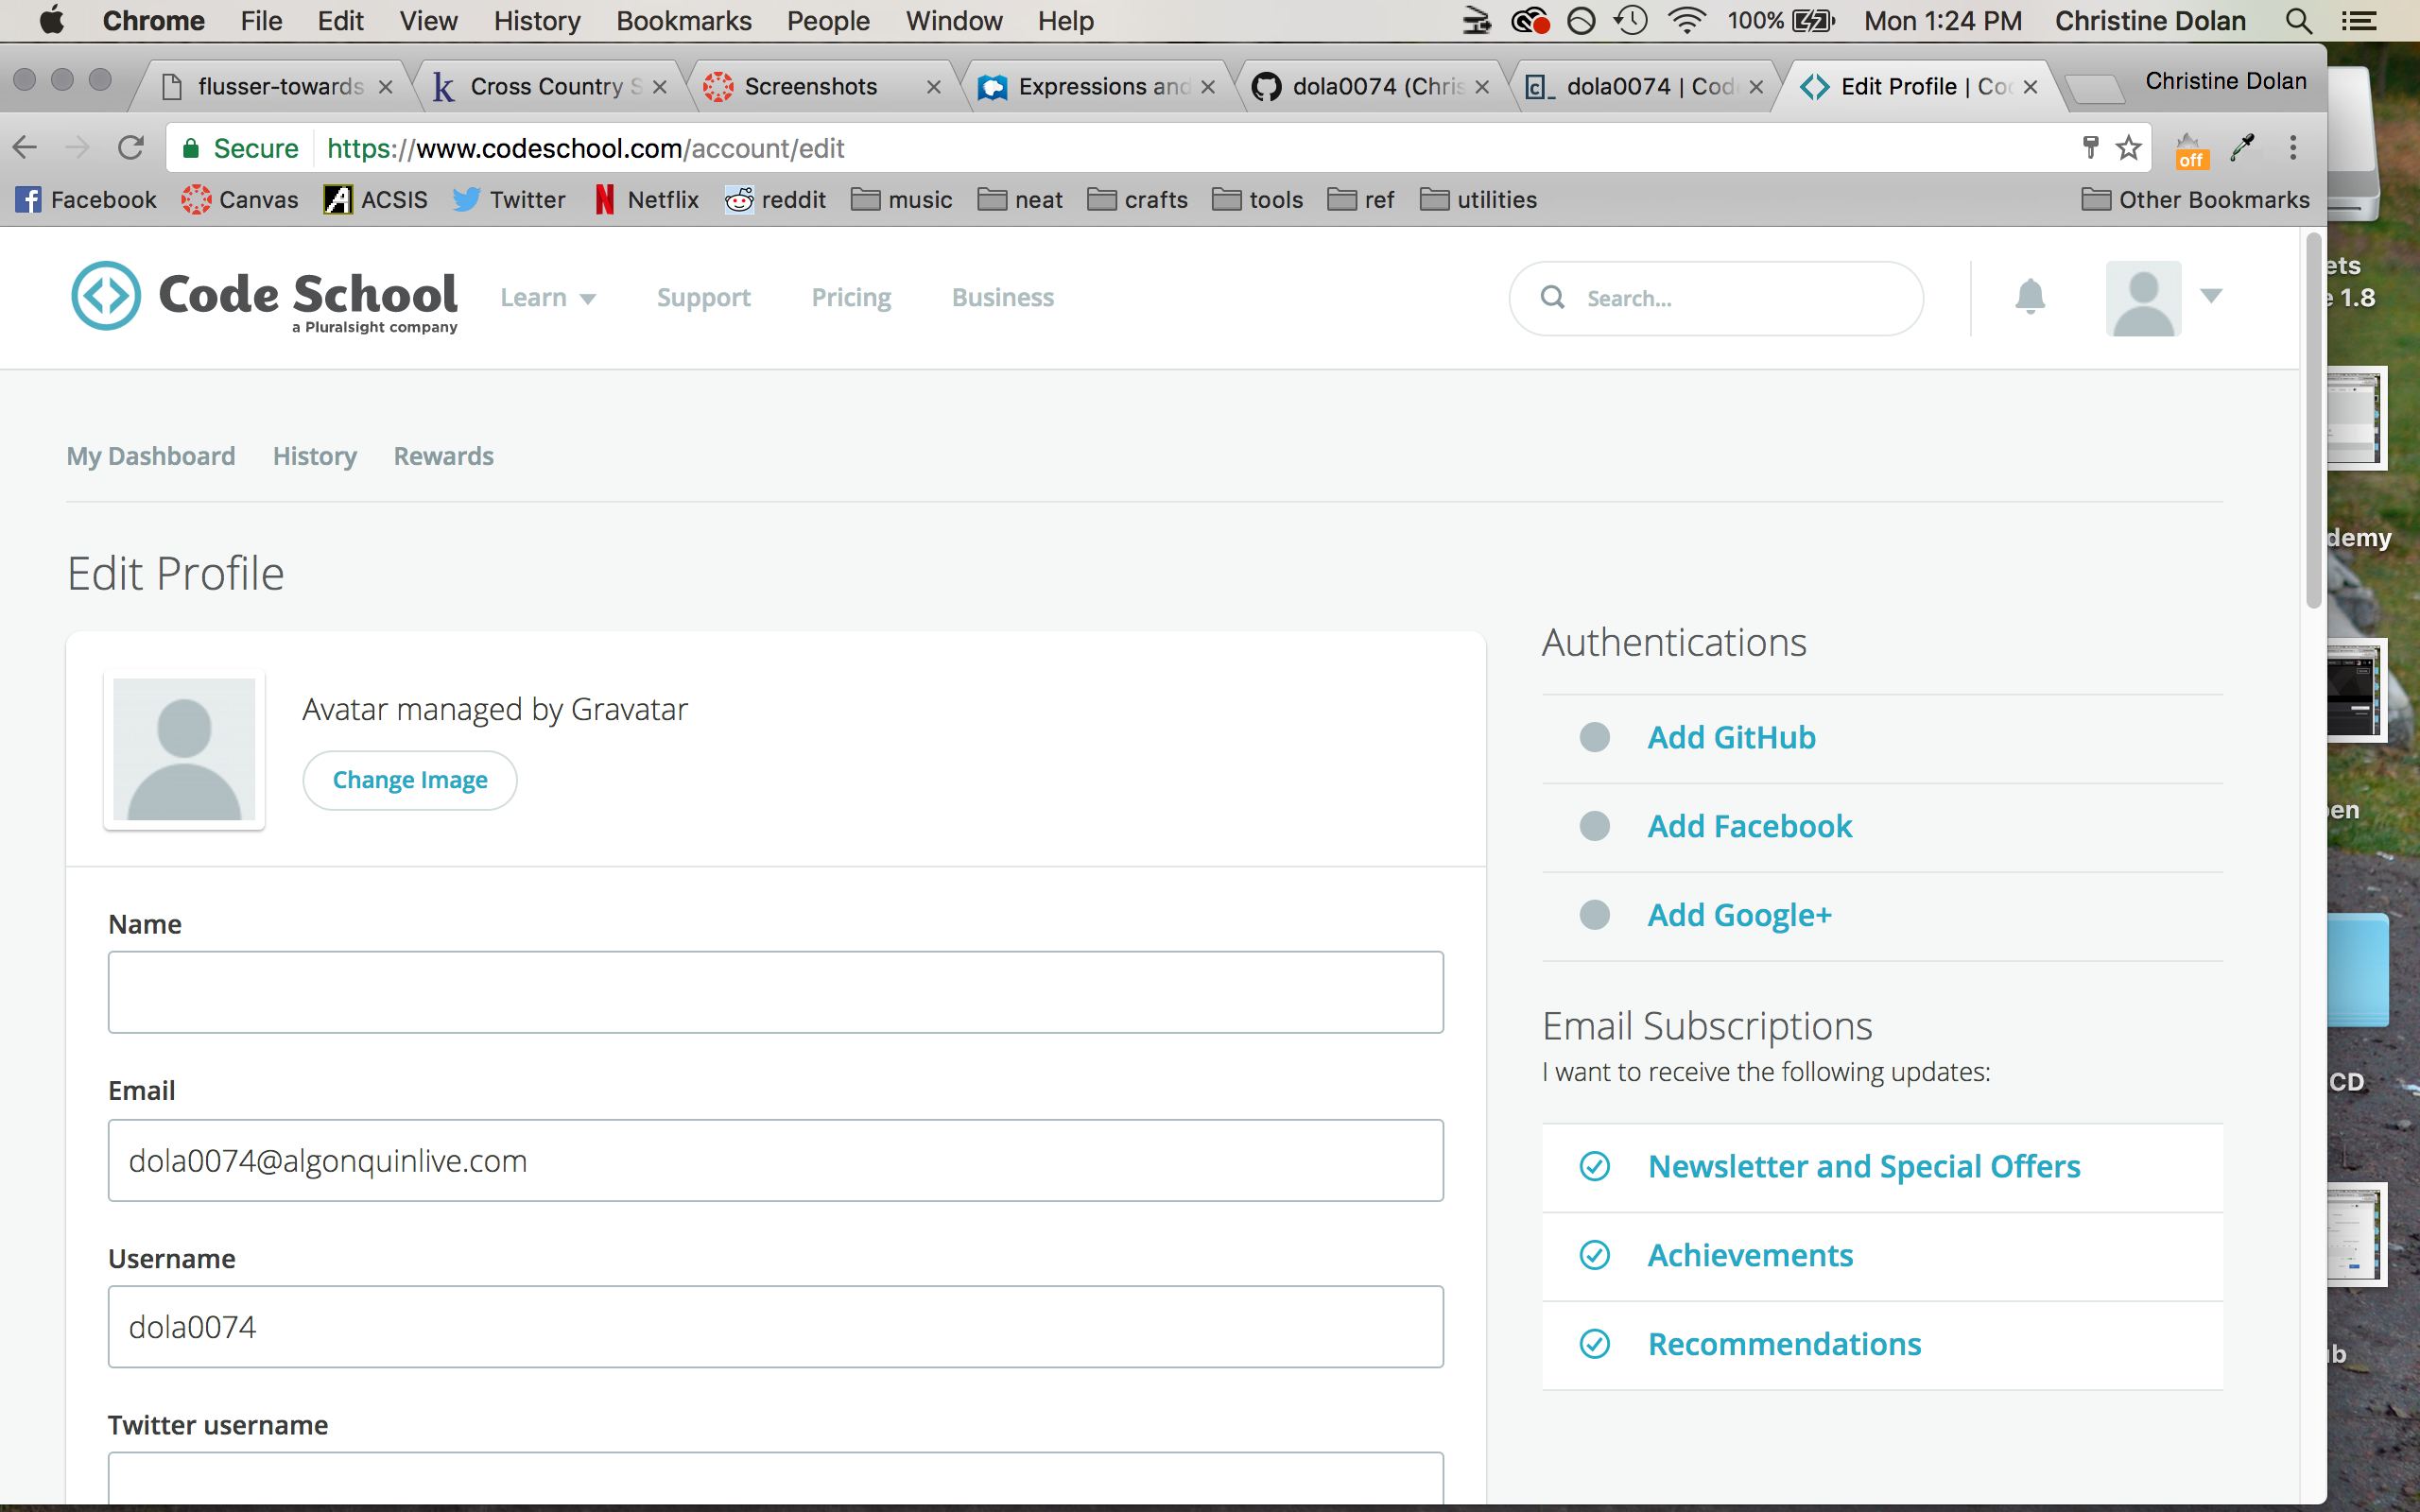 Chrome File Edit View History Bookmarks People Window Help 100% Mon 1:24 PM Christine Dolan
flusser-towards Cross Country S Screenshots Expressions and dola0074 (Chris dola0074 | Code Edit Profile | Coc Christine Dolan
Secure https://www.codeschool.com/account/edit off
Facebook Canvas ACSIS Twitter Netflix reddit music neat crafts tools ref utilities Other Bookmarks
Code School Learn Support Pricing Business Search...
a Pluralsight company
ets
e 1.8
My Dashboard History Rewards
demy
Edit Profile
Authentications
Avatar managed by Gravatar
Add GitHub
Change Image
en
Add Facebook
Name
Add Google+
Email Subscriptions
I want to receive the following updates:
CD
Email
dola0074@algonquinlive.com
Newsletter and Special Offers
Username
Achievements
dola0074
Recommendations
Twitter username